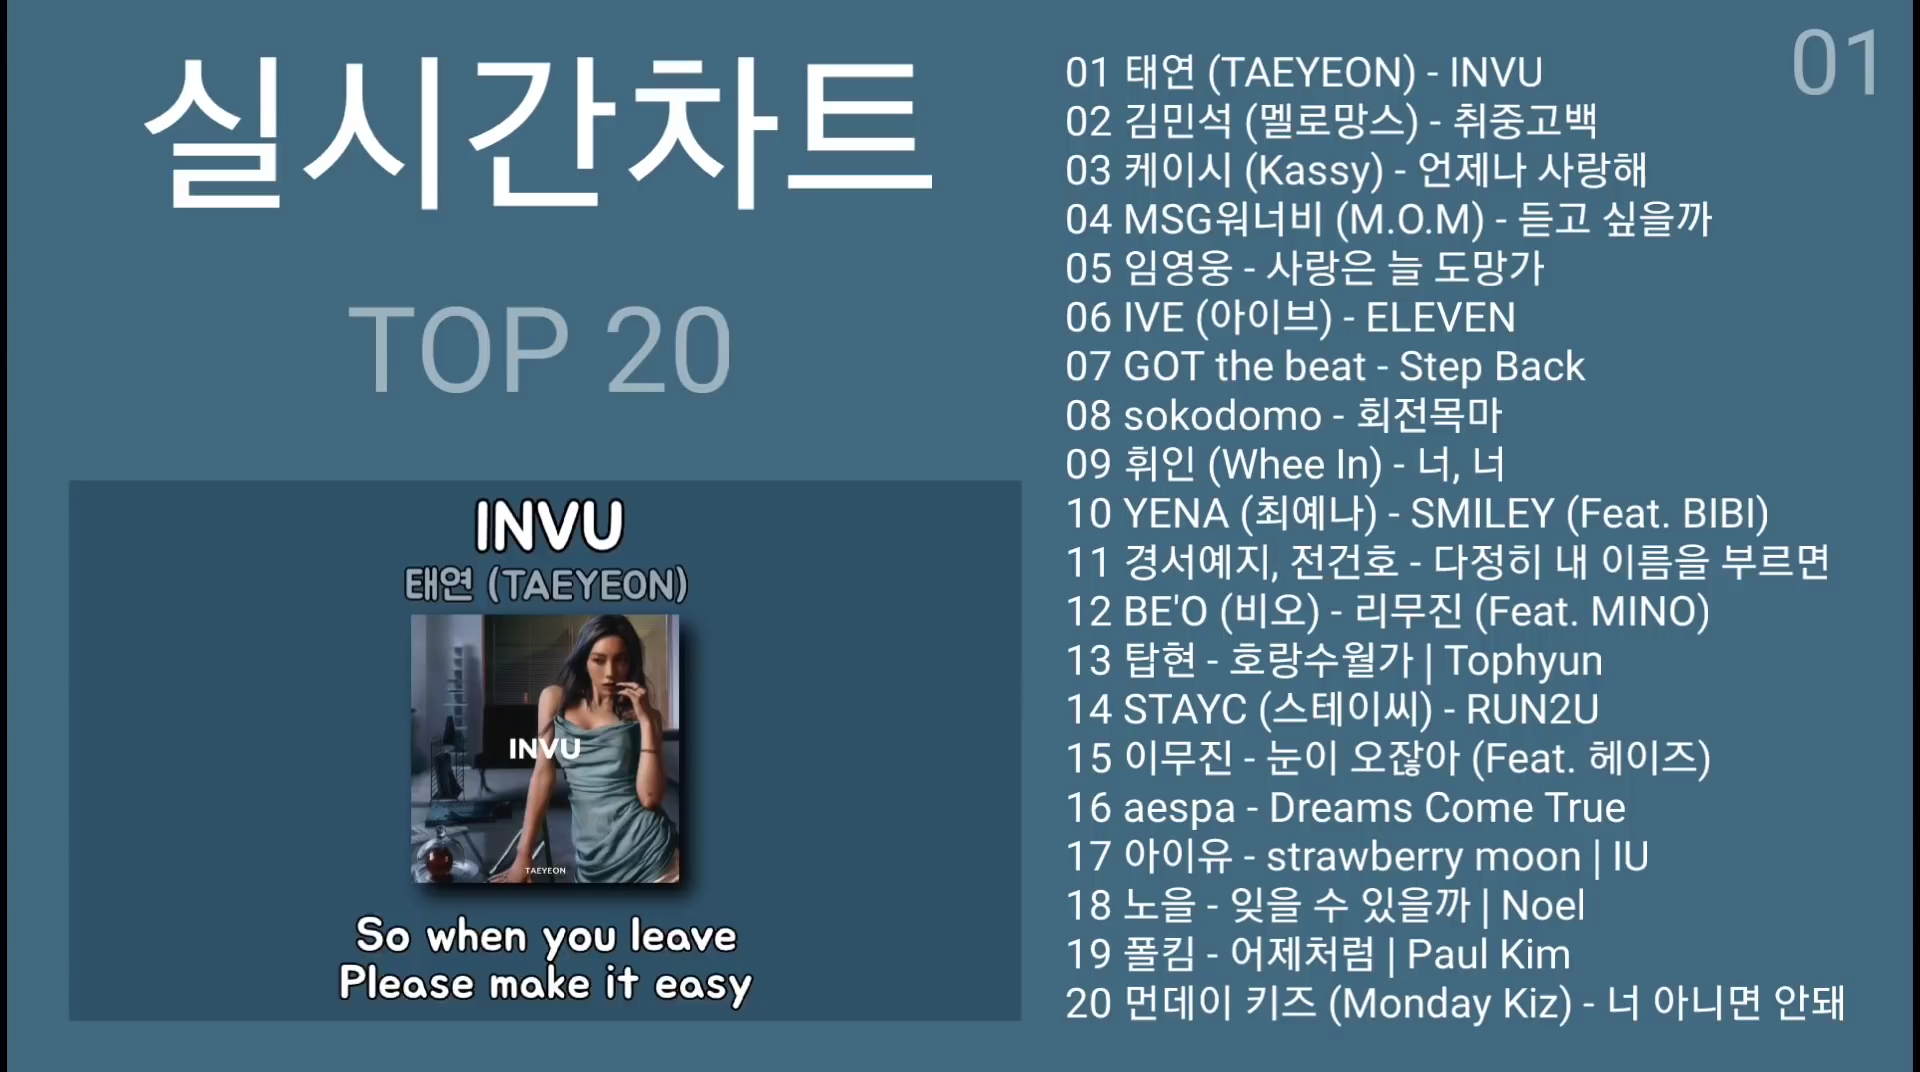 실시간차트
TOP 20
INVU
태연 (TAEYEON)
INVU
TAEYEON
So when you leave
Please make it easy
01
01 태연 (TAEYEON) - INVU
02 김민석 (멜로망스) - 취중고백
03 케이시 (Kassy) - 언제나 사랑해
04 MSG워너비 (M.O.M) - 듣고 싶을까
05 임영웅 - 사랑은 늘 도망가
06 IVE (아이브) - ELEVEN
07 GOT the beat - Step Back
08 sokodomo - 회전목마
09 휘인 (Whee In) - 너, 너
10 YENA (최예나) - SMILEY (Feat. BIBI)
11 경서예지, 전건호 - 다정히 내 이름을 부르면
12 BE'O (비오) - 리무진 (Feat. MINO)
13 탑현 - 호랑수월가 | Tophyun
14 STAYC (스테이씨) - RUN2U
15 이무진 - 눈이 오잖아 (Feat. 헤이즈)
16 aespa - Dreams Come True
17 아이유 - strawberry moon | IU
18 노을 - 잊을 수 있을까 | Noel
19 폴킴 - 어제처럼 | Paul Kim
20 먼데이 키즈 (Monday Kiz) - 너 아니면 안돼